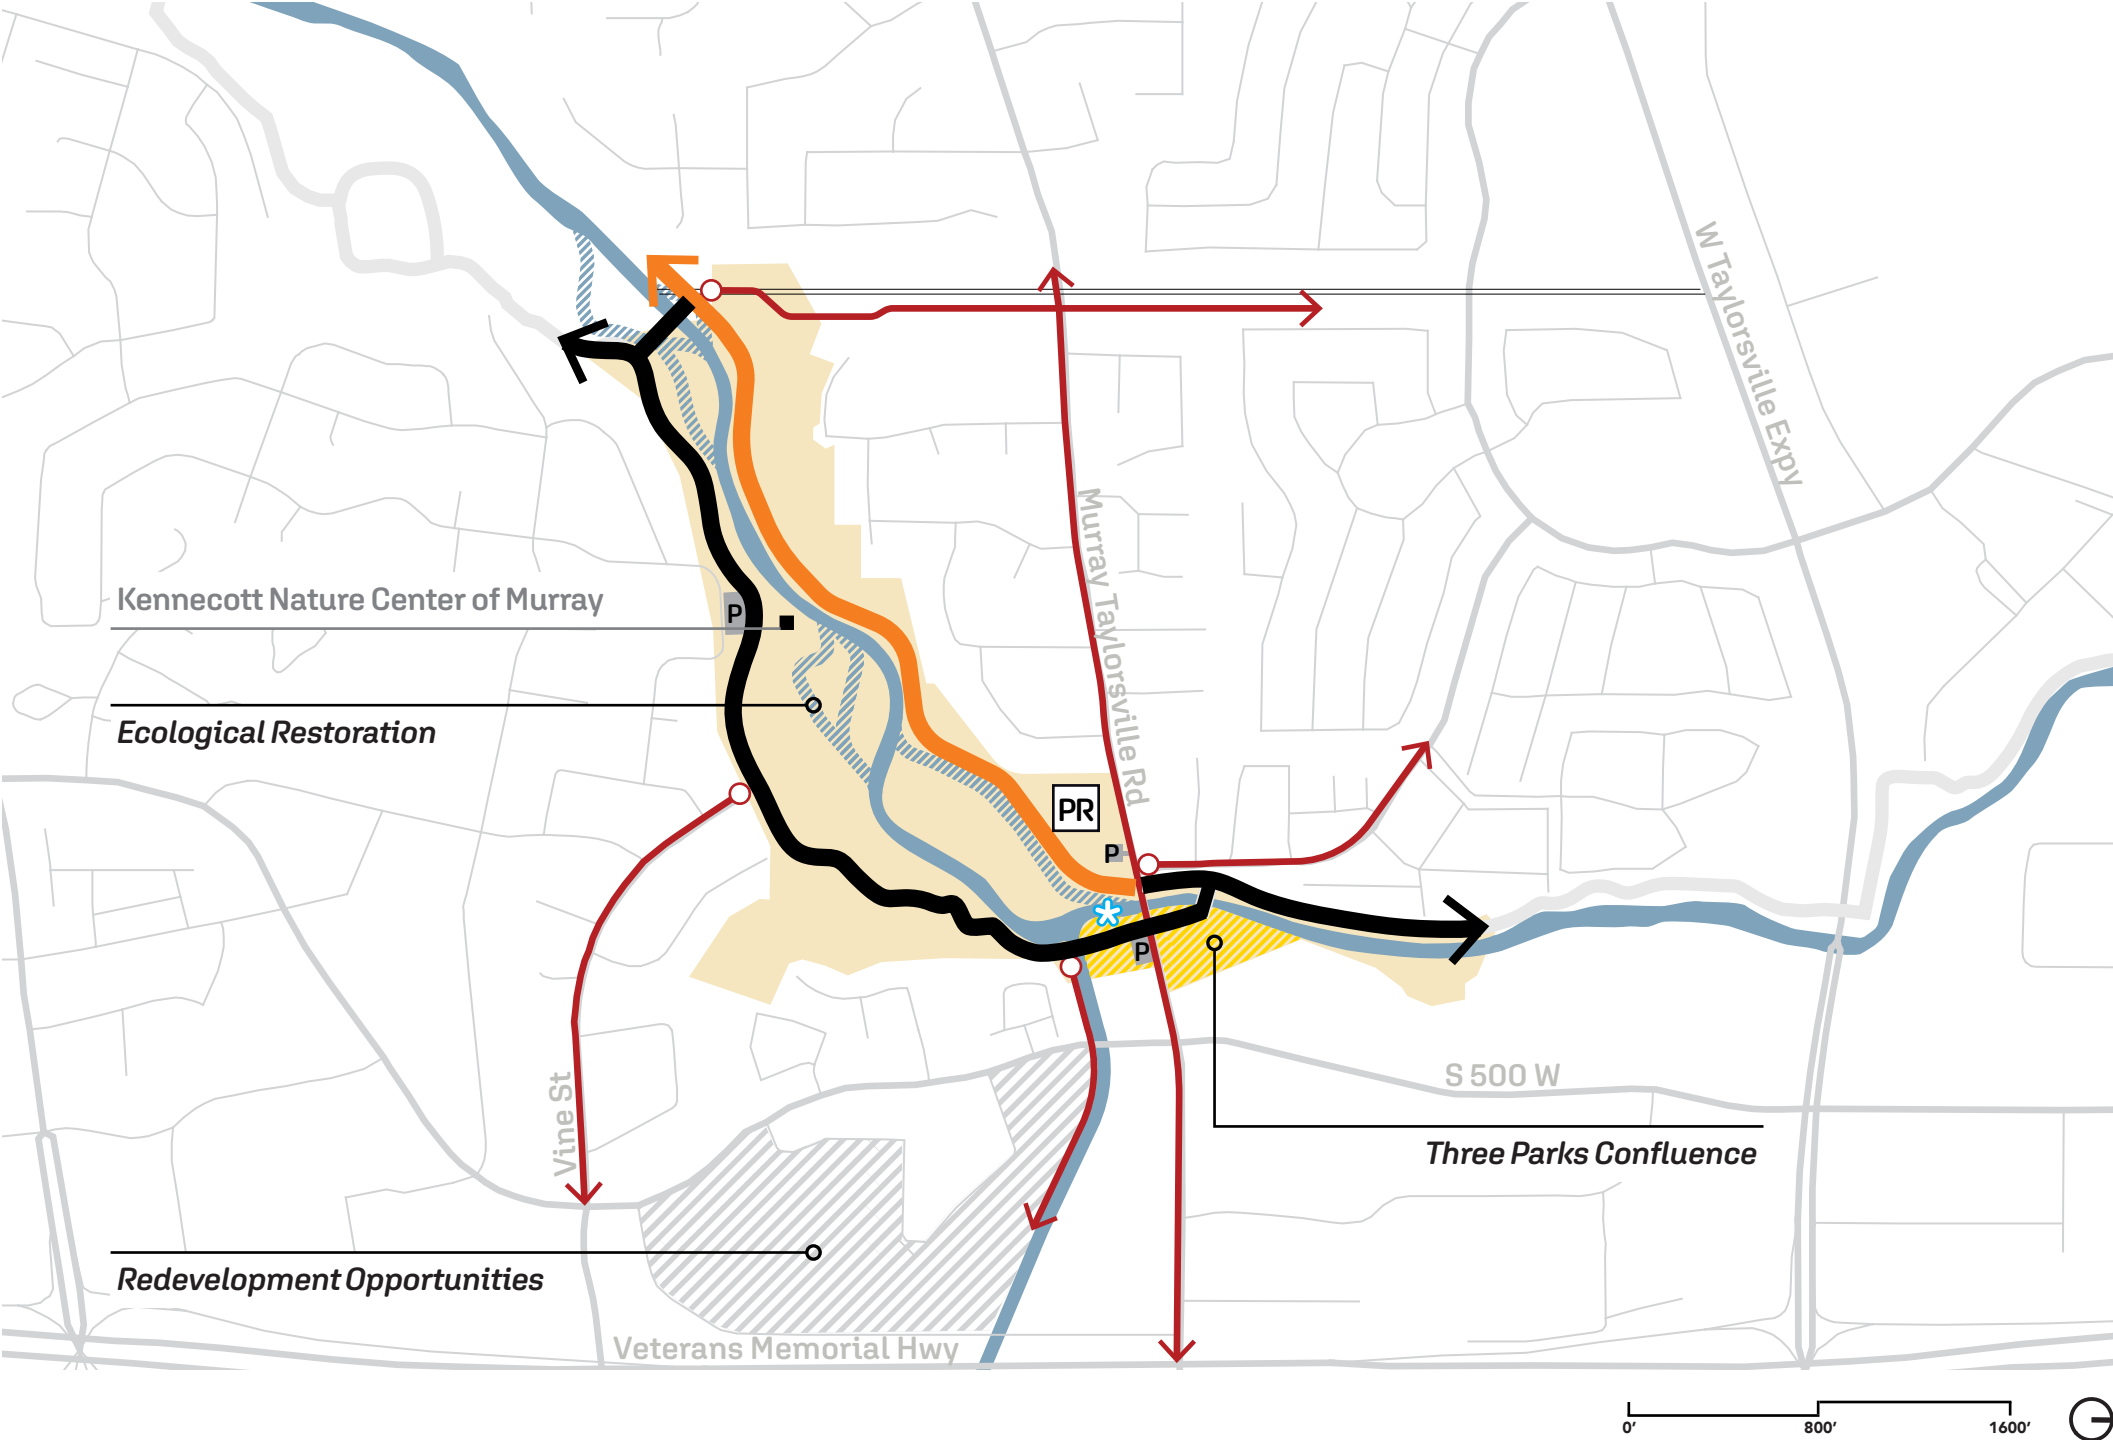 W Taylorsville Expy
Murray Taylorsville Rd
Kennecott Nature Center of Murray
P
Ecological Restoration
PR
P
P
S 500 W
Vine St
Three Parks Confluence
Redevelopment Opportunities
Veterans Memorial Hwy
0' 800' 1600'